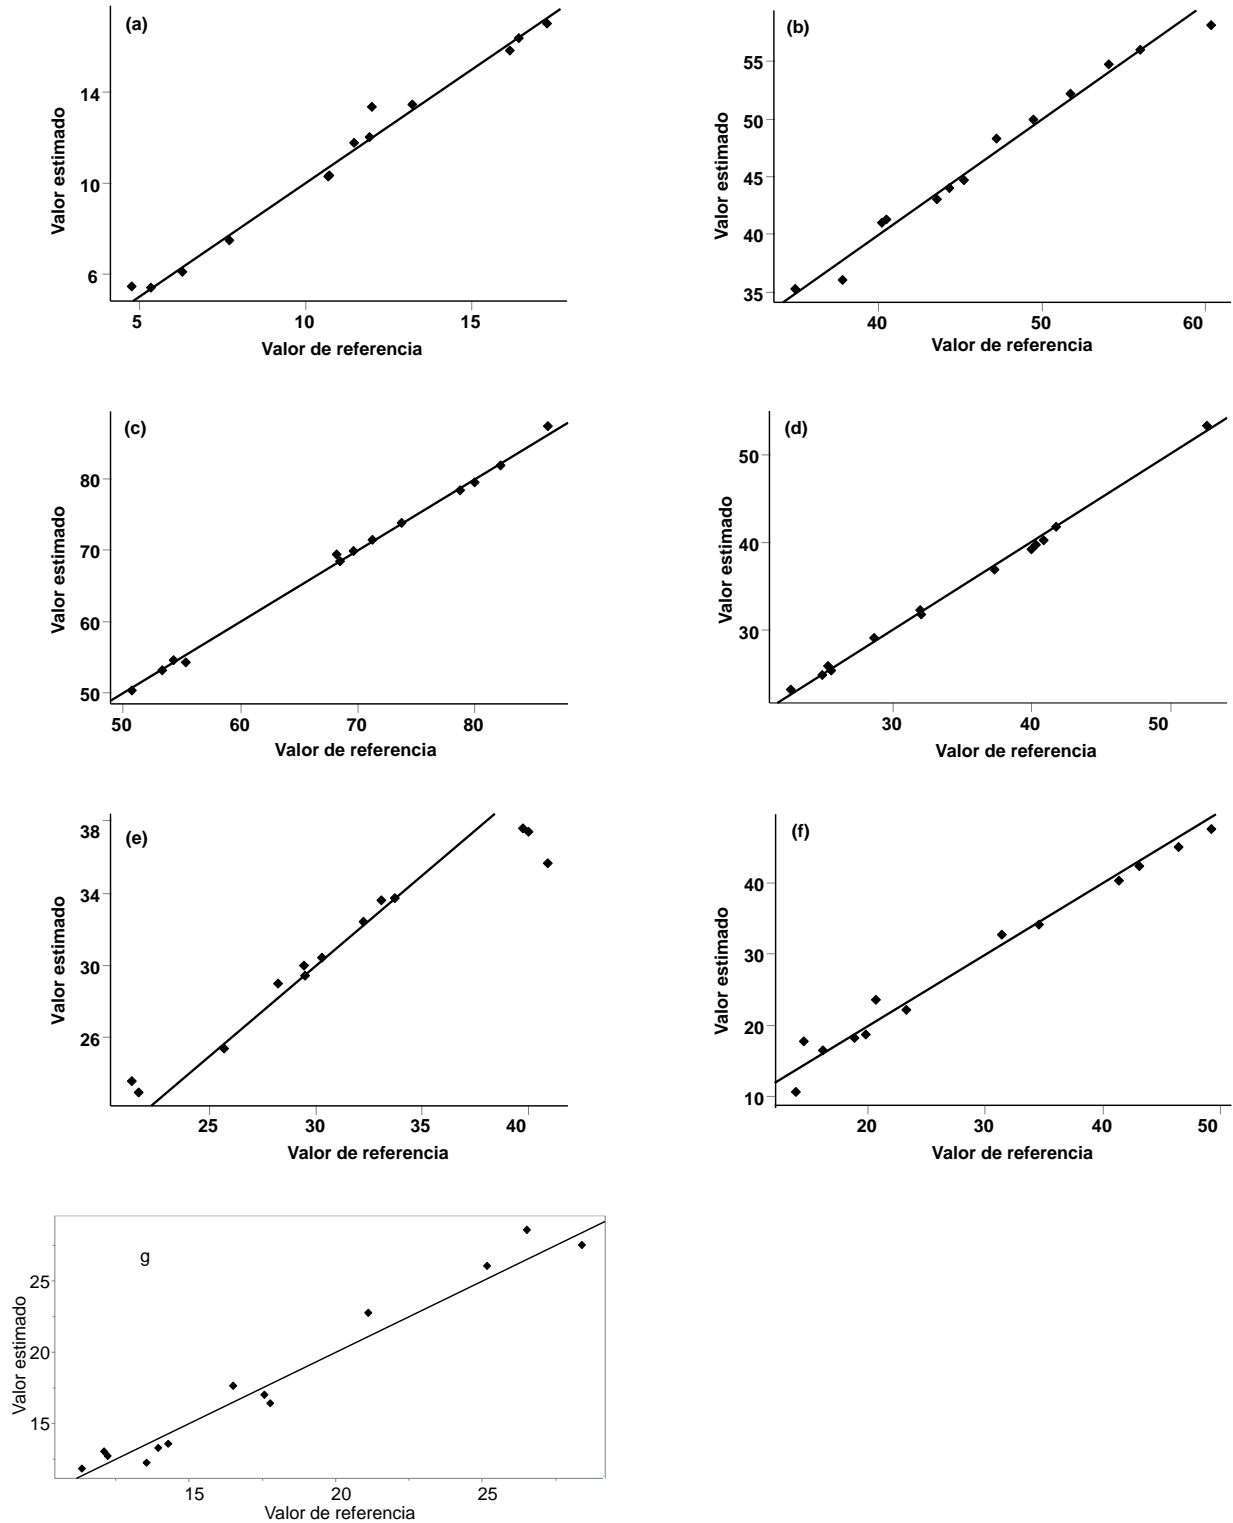 (a)
Valor estimado
14
10
6
5 10 15
Valor de referencia
(b)
Valor estimado
55
50
45
40
35
40 50 60
Valor de referencia
(c)
Valor estimado
80
70
60
50
50 60 70 80
Valor de referencia
(d)
Valor estimado
50
40
30
30 40 50
Valor de referencia
(e)
Valor estimado
38
34
30
26
25 30 35 40
Valor de referencia
(f)
Valor estimado
40
30
20
10
20 30 40 50
Valor de referencia
g
Valor estimado
25
20
15
15 20 25
Valor de referencia